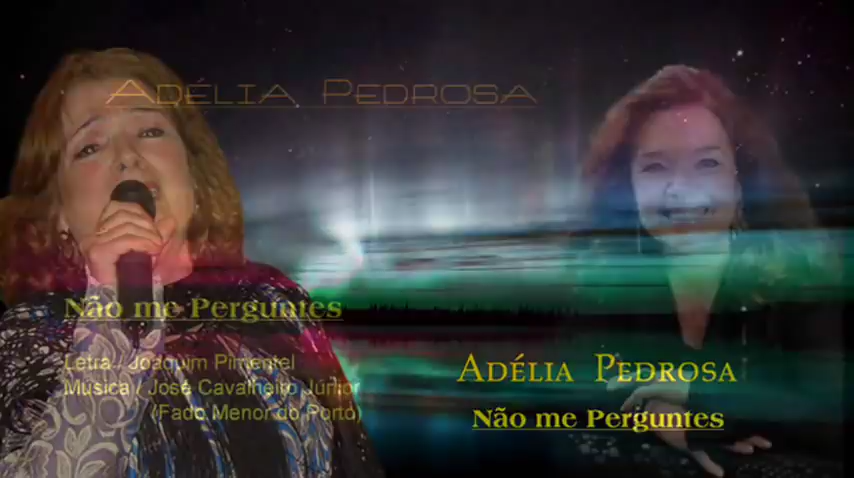 ADÉLIA PEDROSA
Não me Perguntes
Letra / Joaquim Pimentel
Música / José Cavalheiro Júnior
(Fado Menor do Porto)
ADÉLIA PEDROSA
Não me Perguntes